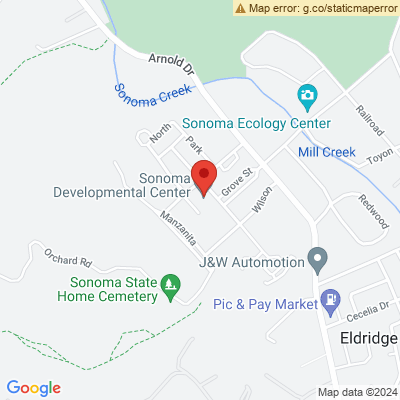 Map error: g.co/staticmaperror
Arnold Dr
Sonoma Creek
North
Park
Sonoma Ecology Center
Railroad
Mill Creek
Toyon
Sonoma
Developmental Center
Grove St
Wilson
Redwood
Manzanita
Orchard Rd
J&W Automotion
Sonoma State
Home Cemetery
Pic & Pay Market
Cecelia Dr
Eldridge
Google
Map data ©2024